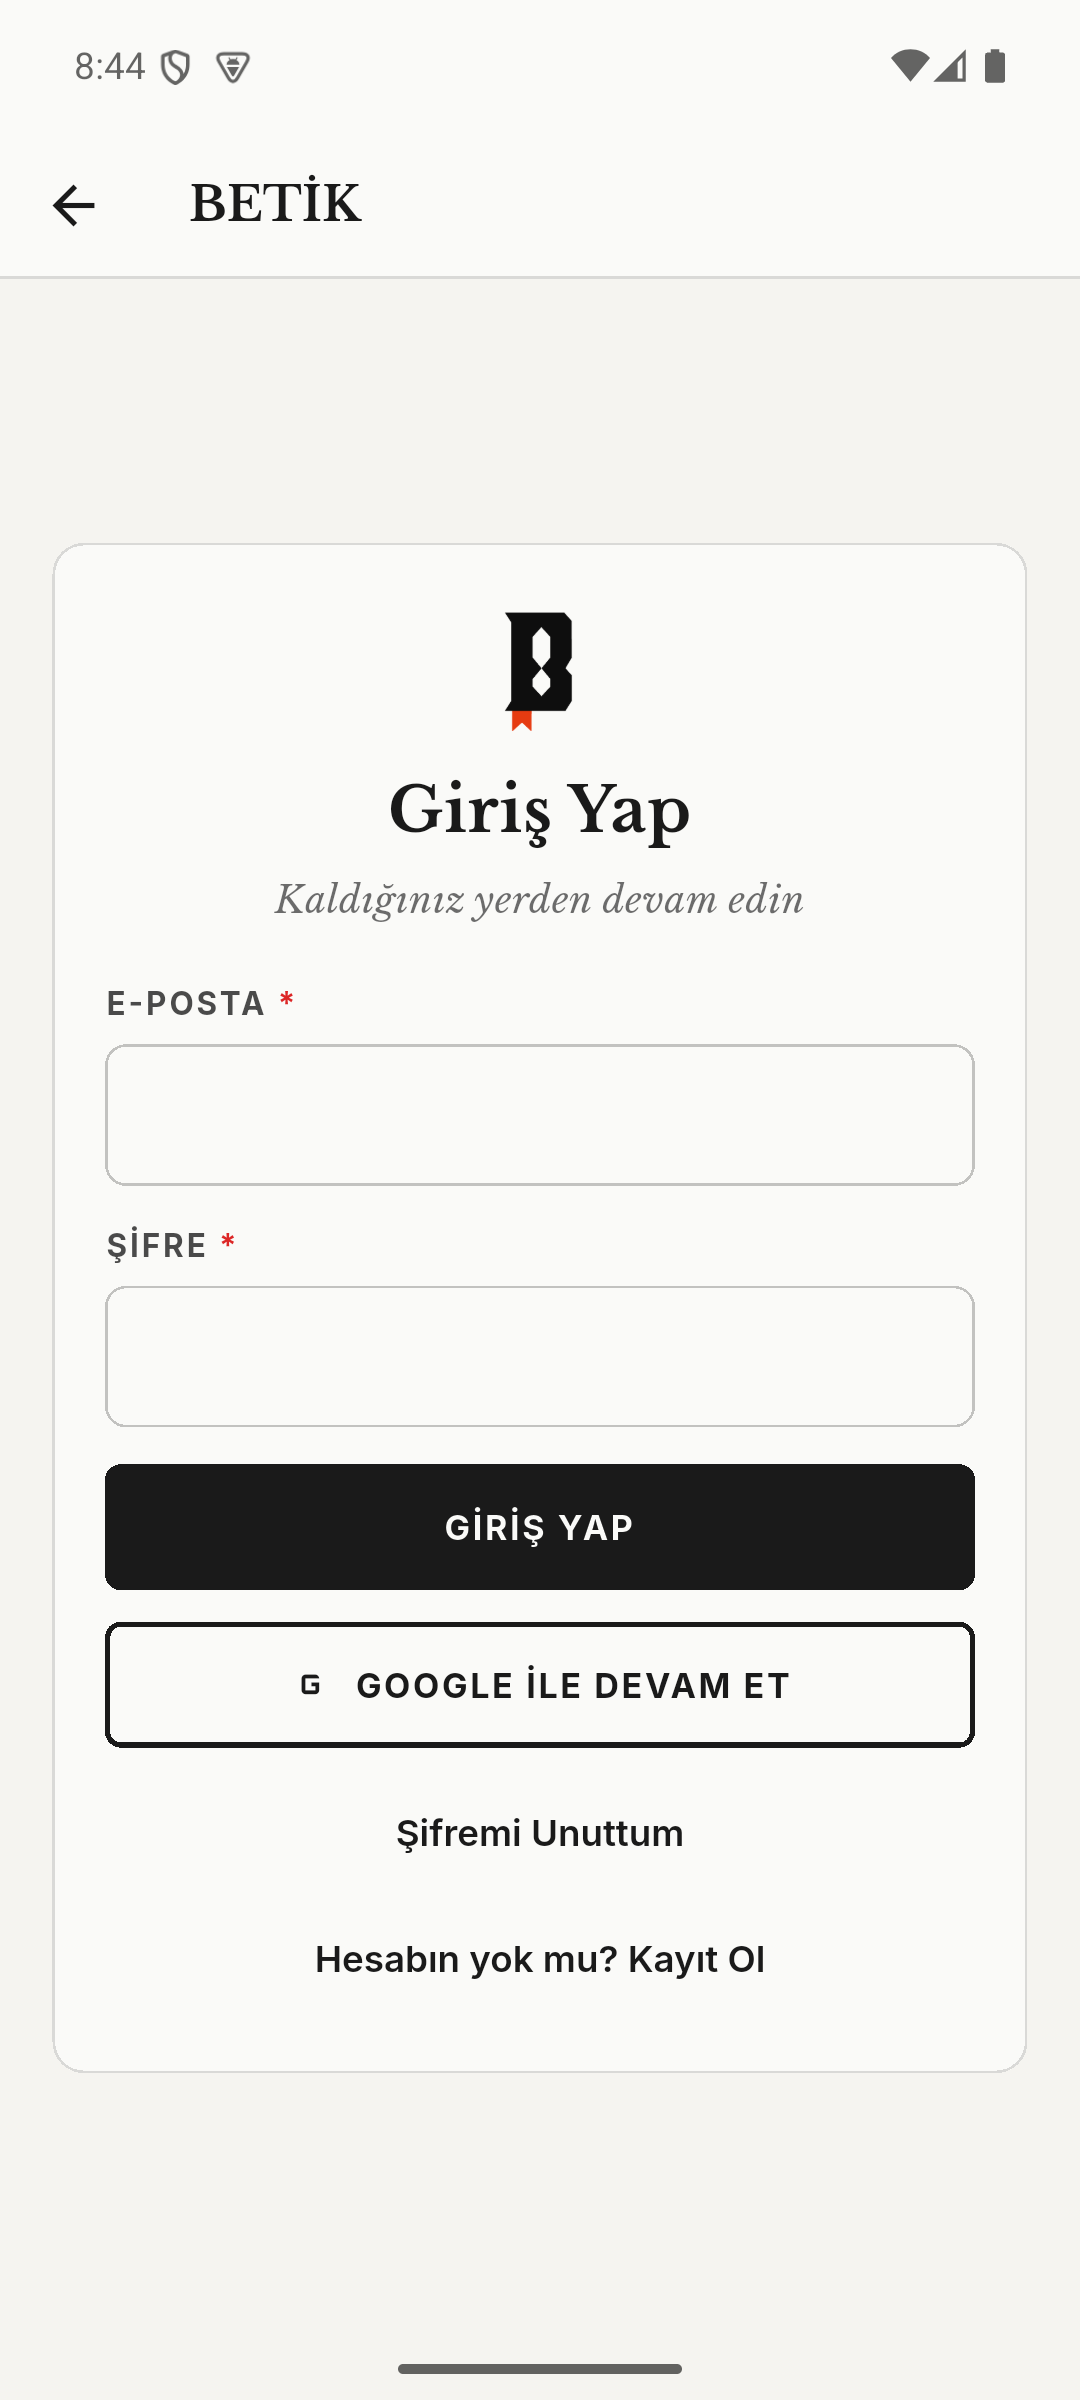 8:44
BETİK
Giriş Yap
Kaldığınız yerden devam edin
E-POSTA *
ŞİFRE *
GİRİŞ YAP
G GOOGLE İLE DEVAM ET
Şifremi Unuttum
Hesabın yok mu? Kayıt Ol